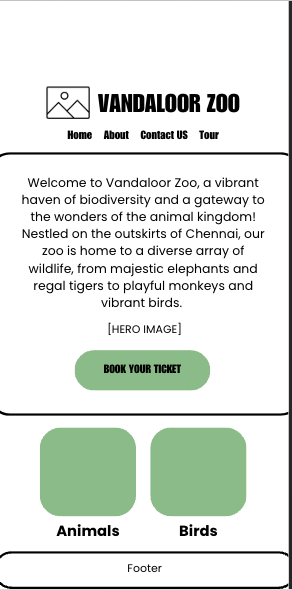 VANDALOOR ZOO
Home About Contact US Tour
Welcome to Vandaloor Zoo, a vibrant
haven of biodiversity and a gateway to
the wonders of the animal kingdom!
Nestled on the outskirts of Chennai, our
zoo is home to a diverse array of
wildlife, from majestic elephants and
regal tigers to playful monkeys and
vibrant birds.
[HERO IMAGE]
BOOK YOUR TICKET
Animals Birds
Footer